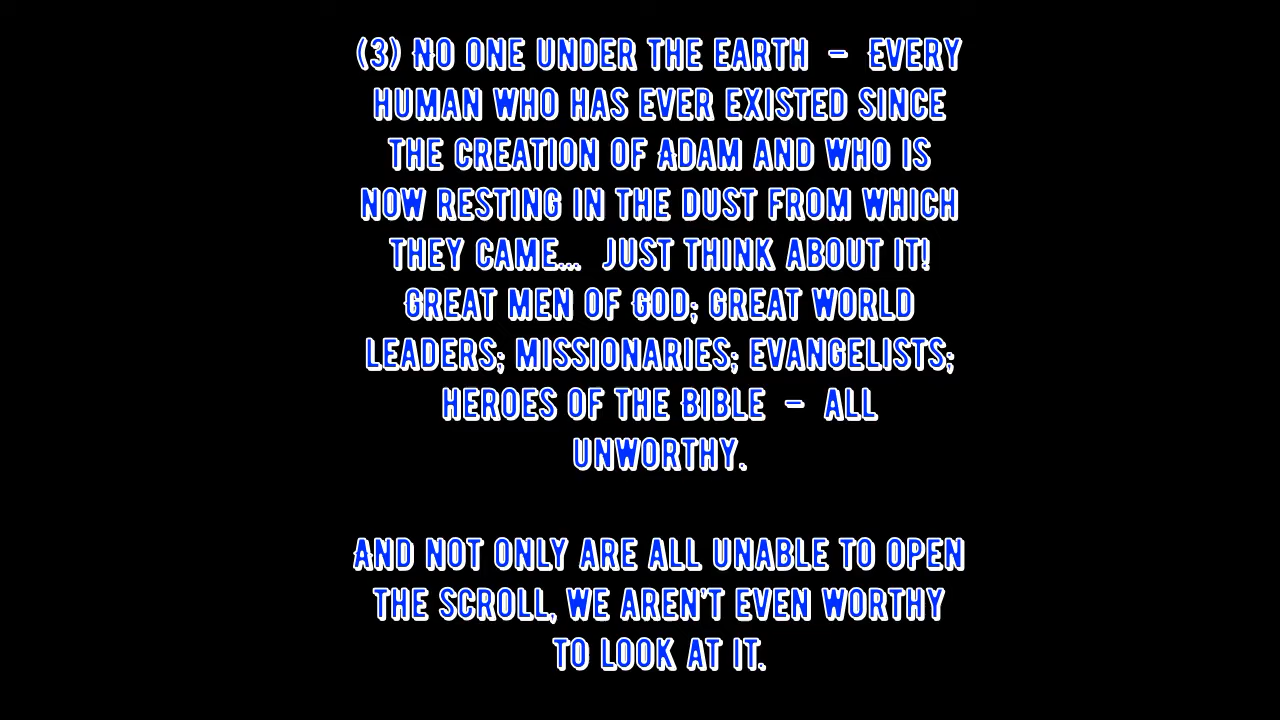 (3) No one under the Earth – Every
human who has ever existed since
the creation of Adam and who is
now resting in the dust from which
they came... just think about it!
Great men of God; great world
leaders; missionaries; evangelists;
heroes of the Bible – all
unworthy.
And not only are all unable to open
the scroll, we aren't even worthy
to look at it.